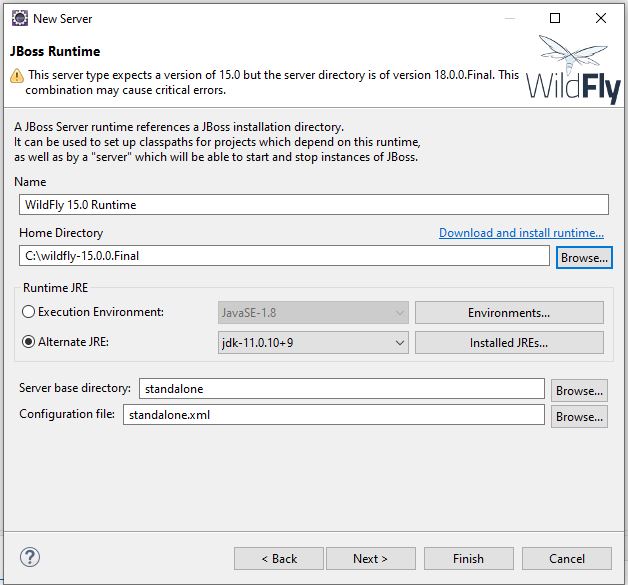 New Server
JBoss Runtime
This server type expects a version of 15.0 but the server directory is of version 18.0.0.Final. This
combination may cause critical errors.
WildFly
A JBoss Server runtime references a JBoss installation directory.
It can be used to set up classpaths for projects which depend on this runtime,
as well as by a "server" which will be able to start and stop instances of JBoss.
Name
WildFly 15.0 Runtime
Home Directory
Download and install runtime...
C:\wildfly-15.0.0.Final
Browse...
Runtime JRE
Execution Environment:
JavaSE-1.8
Environments...
Alternate JRE:
jdk-11.0.10+9
Installed JREs...
Server base directory:
standalone
Browse...
Configuration file:
standalone.xml
Browse...
?
< Back
Next >
Finish
Cancel